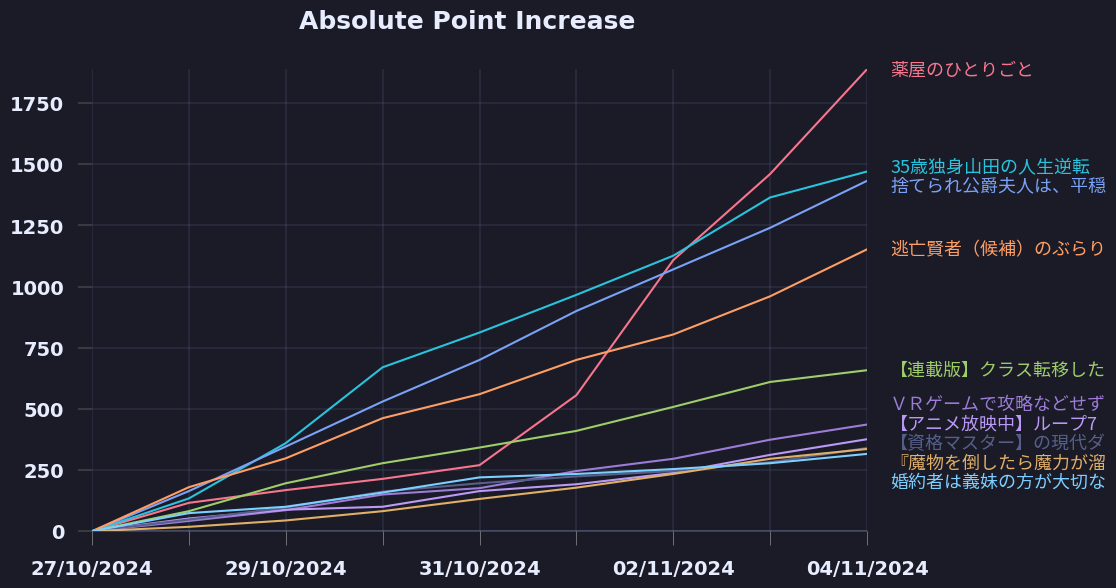 Absolute Point Increase
1750
1500
1250
1000
750
500
250
0
27/10/2024
29/10/2024
31/10/2024
02/11/2024
04/11/2024
薬屋のひとりごと
35歳独身山田の人生逆転
捨てられ公爵夫人は、平穏
逃亡賢者（候補）のぶらり
【連載版】クラス転移した
ＶＲゲームで攻略などせず
【アニメ放映中】ループ7
【資格マスター】の現代ダ
『魔物を倒したら魔力が溜
婚約者は義妹の方が大切な